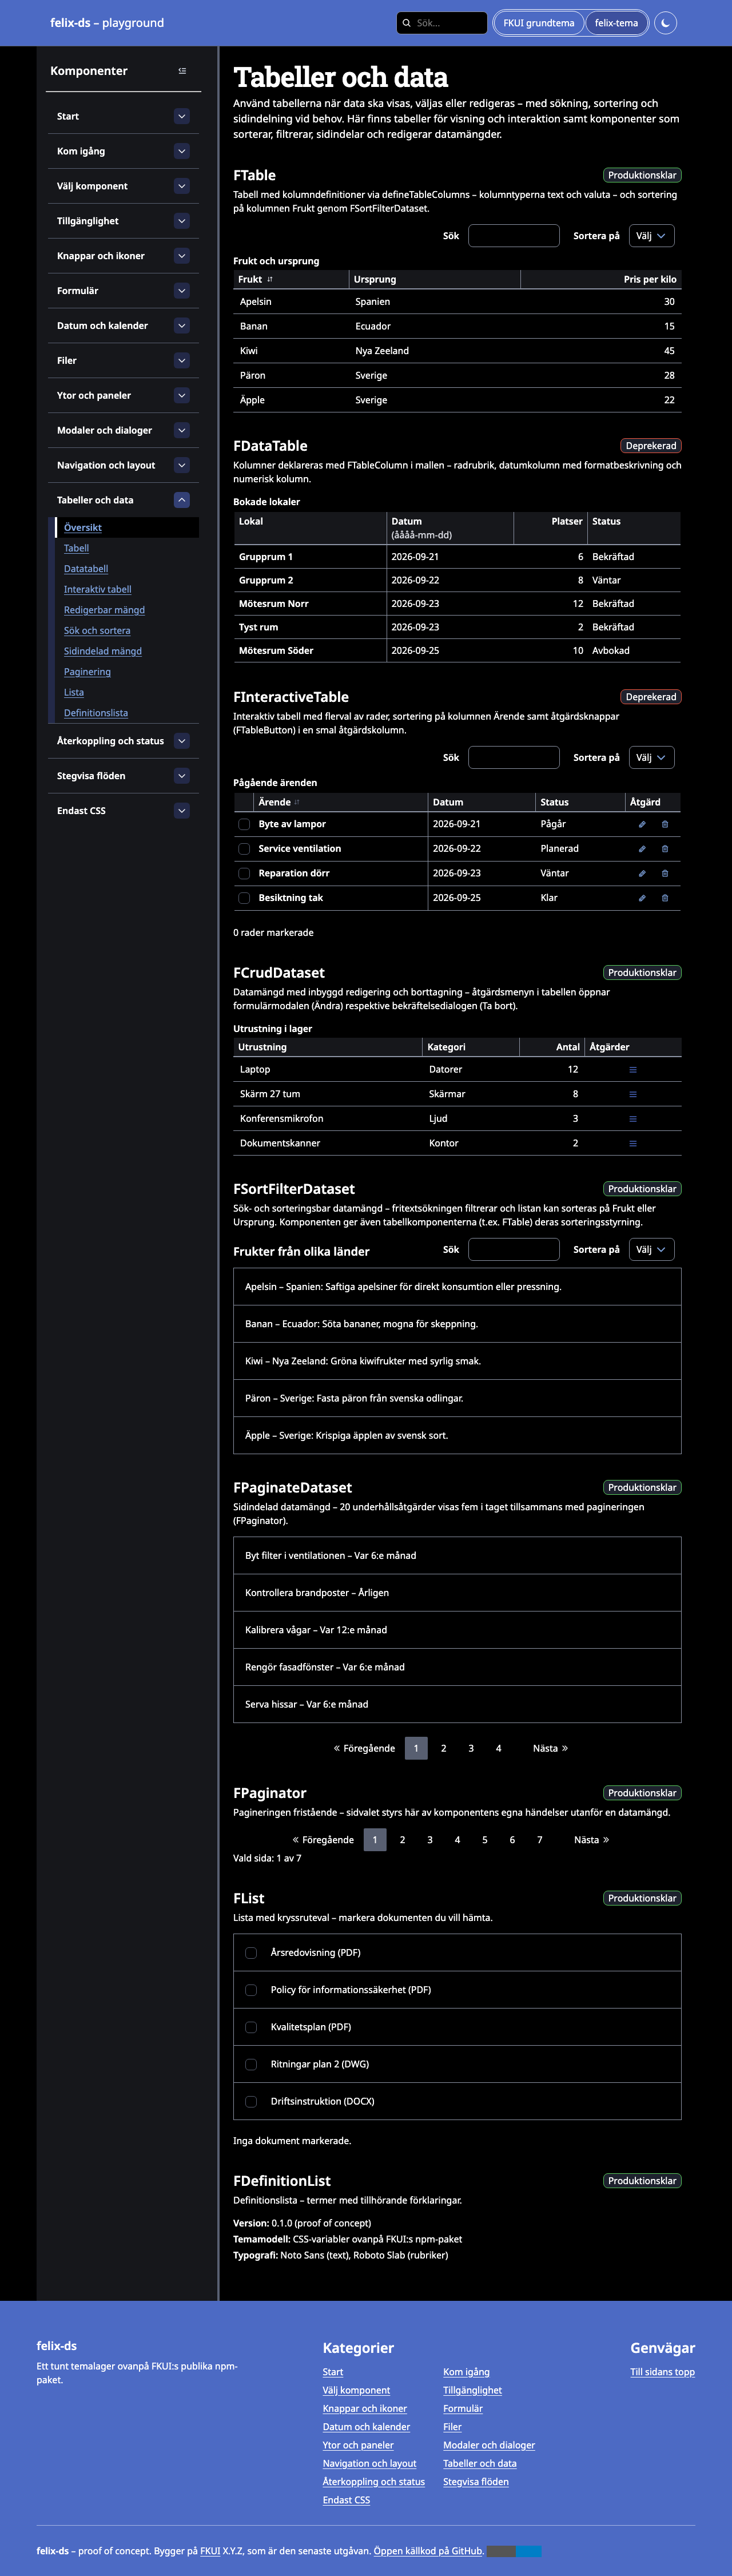 felix-ds – playground
Sök...
FKUI grundtema
felix-tema
Komponenter
Start
Kom igång
Välj komponent
Tillgänglighet
Knappar och ikoner
Formulär
Datum och kalender
Filer
Ytor och paneler
Modaler och dialoger
Navigation och layout
Tabeller och data
Översikt
Tabell
Datatabell
Interaktiv tabell
Redigerbar mängd
Sök och sortera
Sidindelad mängd
Paginering
Lista
Definitionslista
Återkoppling och status
Stegvisa flöden
Endast CSS
Tabeller och data
Använd tabellerna när data ska visas, väljas eller redigeras – med sökning, sortering och
sidindelning vid behov. Här finns tabeller för visning och interaktion samt komponenter som
sorterar, filtrerar, sidindelar och redigerar datamängder.
FTable
Produktionsklar
Tabell med kolumndefinitioner via defineTableColumns – kolumntyperna text och valuta – och sortering
på kolumnen Frukt genom FSortFilterDataset.
Sök
Sortera på
Välj
Frukt och ursprung
Frukt Ursprung Pris per kilo
Apelsin Spanien 30
Banan Ecuador 15
Kiwi Nya Zeeland 45
Päron Sverige 28
Äpple Sverige 22
FDataTable
Deprekerad
Kolumner deklareras med FTableColumn i mallen – radrubrik, datumkolumn med formatbeskrivning och
numerisk kolumn.
Bokade lokaler
Lokal Datum Platser Status
(åååå-mm-dd)
Grupprum 1 2026-09-21 6 Bekräftad
Grupprum 2 2026-09-22 8 Väntar
Mötesrum Norr 2026-09-23 12 Bekräftad
Tyst rum 2026-09-23 2 Bekräftad
Mötesrum Söder 2026-09-25 10 Avbokad
FInteractiveTable
Deprekerad
Interaktiv tabell med flerval av rader, sortering på kolumnen Ärende samt åtgärdsknappar
(FTableButton) i en smal åtgärdskolumn.
Sök
Sortera på
Välj
Pågående ärenden
Ärende Datum Status Åtgärd
Byte av lampor 2026-09-21 Pågår
Service ventilation 2026-09-22 Planerad
Reparation dörr 2026-09-23 Väntar
Besiktning tak 2026-09-25 Klar
0 rader markerade
FCrudDataset
Produktionsklar
Datamängd med inbyggd redigering och borttagning – åtgärdsmenyn i tabellen öppnar
formulärmodalen (Ändra) respektive bekräftelsedialogen (Ta bort).
Utrustning i lager
Utrustning Kategori Antal Åtgärder
Laptop Datorer 12
Skärm 27 tum Skärmar 8
Konferensmikrofon Ljud 3
Dokumentskanner Kontor 2
FSortFilterDataset
Produktionsklar
Sök- och sorteringsbar datamängd – fritextsökningen filtrerar och listan kan sorteras på Frukt eller
Ursprung. Komponenten ger även tabellkomponenterna (t.ex. FTable) deras sorteringsstyrning.
Frukter från olika länder
Sök
Sortera på
Välj
Apelsin – Spanien: Saftiga apelsiner för direkt konsumtion eller pressning.
Banan – Ecuador: Söta bananer, mogna för skeppning.
Kiwi – Nya Zeeland: Gröna kiwifrukter med syrlig smak.
Päron – Sverige: Fasta päron från svenska odlingar.
Äpple – Sverige: Krispiga äpplen av svensk sort.
FPaginateDataset
Produktionsklar
Sidindelad datamängd – 20 underhållsåtgärder visas fem i taget tillsammans med pagineringen
(FPaginator).
Byt filter i ventilationen – Var 6:e månad
Kontrollera brandposter – Årligen
Kalibrera vågar – Var 12:e månad
Rengör fasadfönster – Var 6:e månad
Serva hissar – Var 6:e månad
Föregående 1 2 3 4 Nästa
FPaginator
Produktionsklar
Pagineringen fristående – sidvalet styrs här av komponentens egna händelser utanför en datamängd.
Föregående 1 2 3 4 5 6 7 Nästa
Vald sida: 1 av 7
FList
Produktionsklar
Lista med kryssruteval – markera dokumenten du vill hämta.
Årsredovisning (PDF)
Policy för informationssäkerhet (PDF)
Kvalitetsplan (PDF)
Ritningar plan 2 (DWG)
Driftsinstruktion (DOCX)
Inga dokument markerade.
FDefinitionList
Produktionsklar
Definitionslista – termer med tillhörande förklaringar.
Version: 0.1.0 (proof of concept)
Temamodell: CSS-variabler ovanpå FKUI:s npm-paket
Typografi: Noto Sans (text), Roboto Slab (rubriker)
felix-ds
Ett tunt temalager ovanpå FKUI:s publika npm-
paket.
Kategorier
Start
Kom igång
Välj komponent
Tillgänglighet
Knappar och ikoner
Formulär
Datum och kalender
Filer
Ytor och paneler
Modaler och dialoger
Navigation och layout
Tabeller och data
Återkoppling och status
Stegvisa flöden
Endast CSS
Genvägar
Till sidans topp
felix-ds – proof of concept. Bygger på FKUI X.Y.Z, som är den senaste utgåvan. Öppen källkod på GitHub.